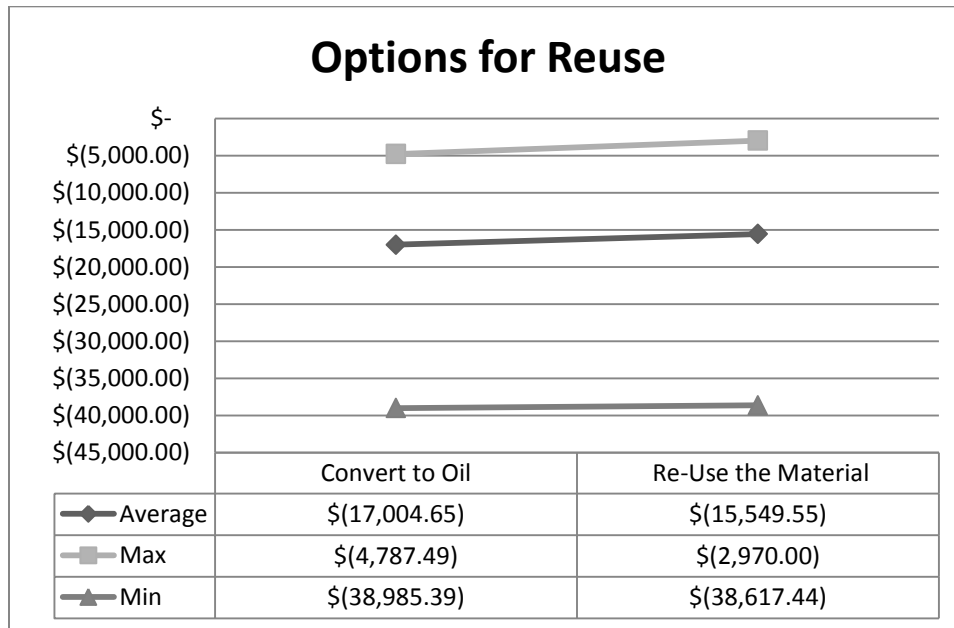 Options for Reuse
$-
$(5,000.00)
$(10,000.00)
$(15,000.00)
$(20,000.00)
$(25,000.00)
$(30,000.00)
$(35,000.00)
$(40,000.00)
$(45,000.00)
Convert to Oil Re-Use the Material
Average $(17,004.65) $(15,549.55)
Max $(4,787.49) $(2,970.00)
Min $(38,985.39) $(38,617.44)